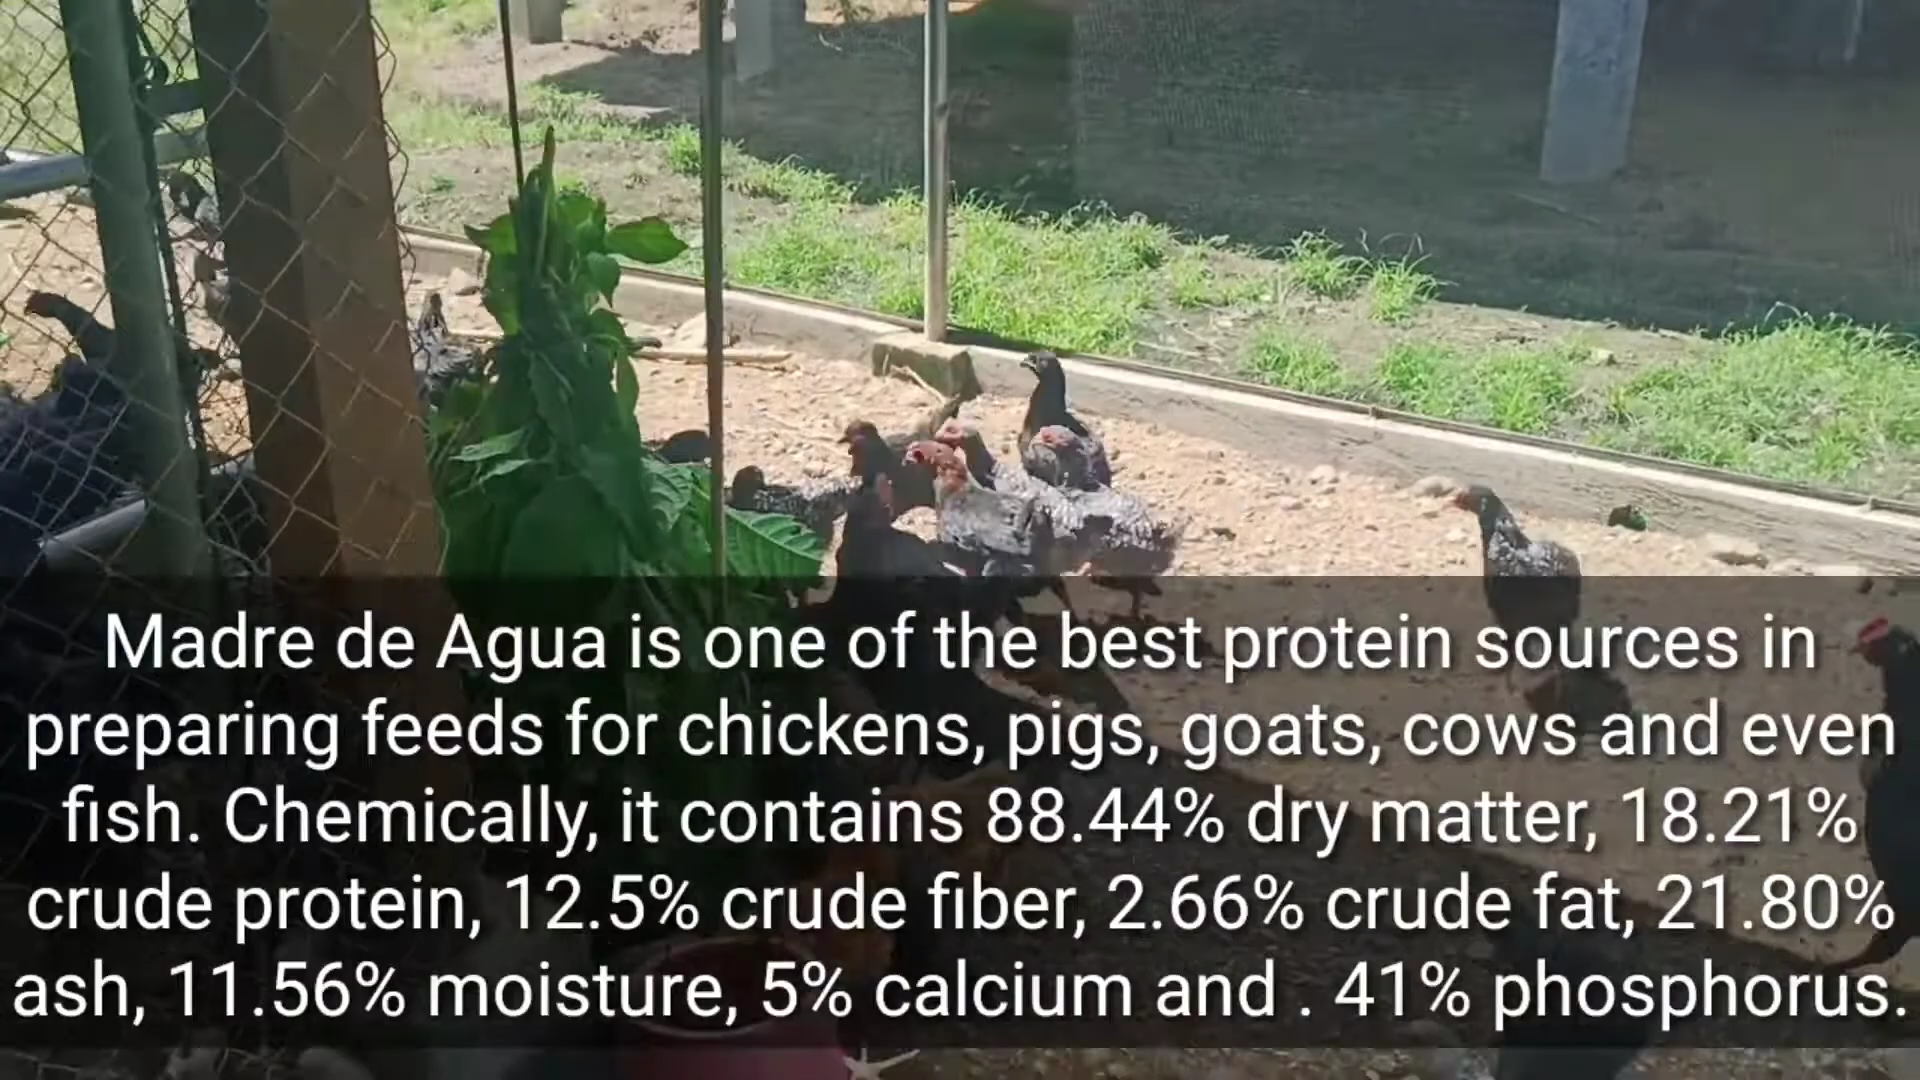 Madre de Agua is one of the best protein sources in
preparing feeds for chickens, pigs, goats, cows and even
fish. Chemically, it contains 88.44% dry matter, 18.21%
crude protein, 12.5% crude fiber, 2.66% crude fat, 21.80%
ash, 11.56% moisture, 5% calcium and . 41% phosphorus.